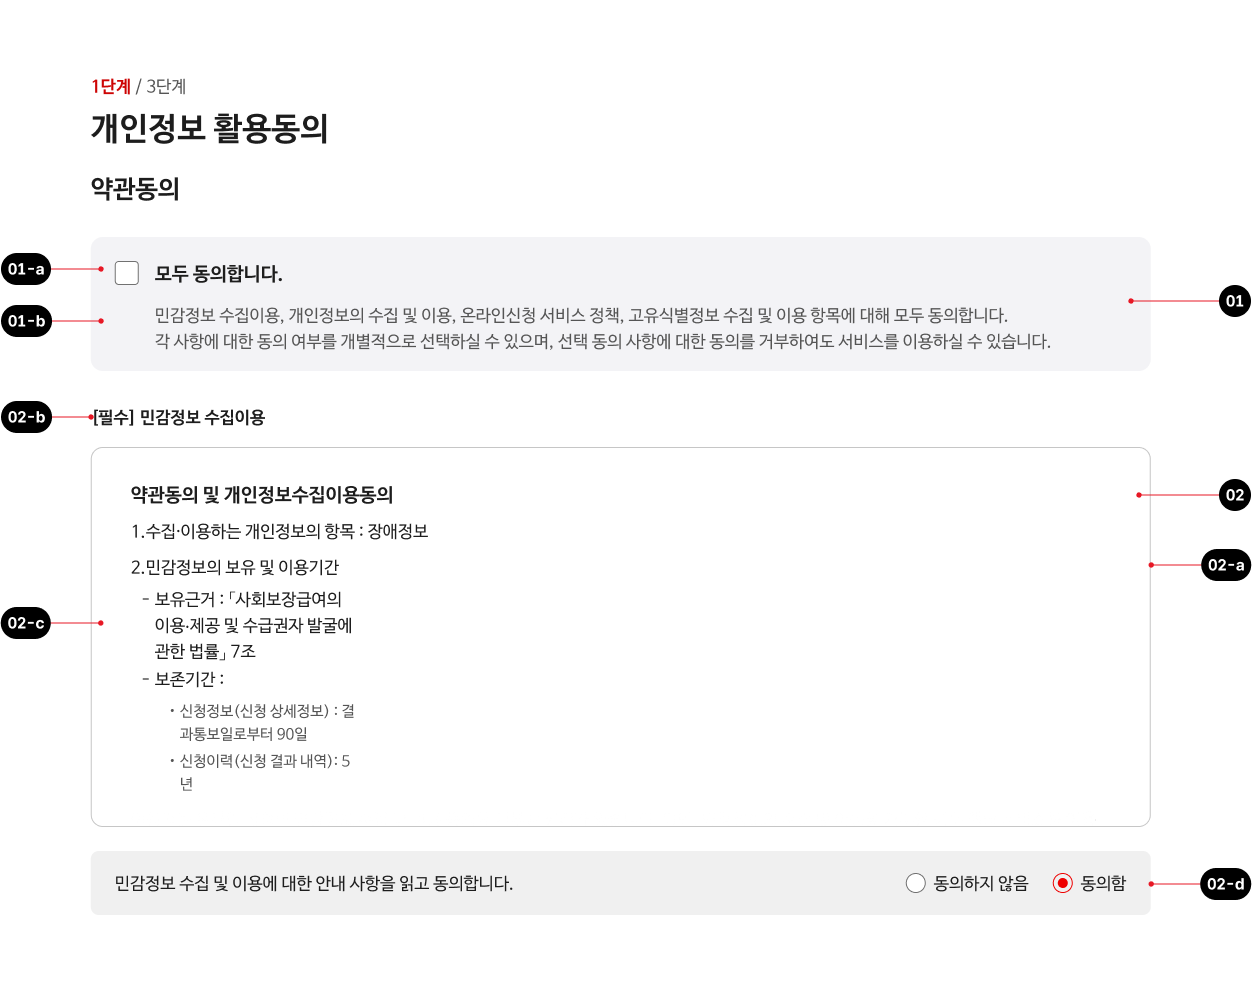 1단계 / 3단계
개인정보 활용동의
약관동의
01-a
모두 동의합니다.
01
01-b
민감정보 수집이용, 개인정보의 수집 및 이용, 온라인신청 서비스 정책, 고유식별정보 수집 및 이용 항목에 대해 모두 동의합니다.
각 사항에 대한 동의 여부를 개별적으로 선택하실 수 있으며, 선택 동의 사항에 대한 동의를 거부하여도 서비스를 이용하실 수 있습니다.
02-b
[필수] 민감정보 수집이용
약관동의 및 개인정보수집이용동의
02
1.수집·이용하는 개인정보의 항목 : 장애정보
2.민감정보의 보유 및 이용기간
02-a
- 보유근거 : 「사회보장급여의
이용·제공 및 수급권자 발굴에
02-c
관한 법률」 7조
- 보존기간 :
• 신청정보(신청 상세정보) : 결
과통보일로부터 90일
• 신청이력(신청 결과 내역): 5
년
민감정보 수집 및 이용에 대한 안내 사항을 읽고 동의합니다.
동의하지 않음
동의함
02-d